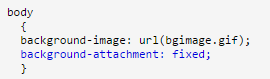 body
{
background-image: url(bgimage.gif);
background-attachment: fixed;
}